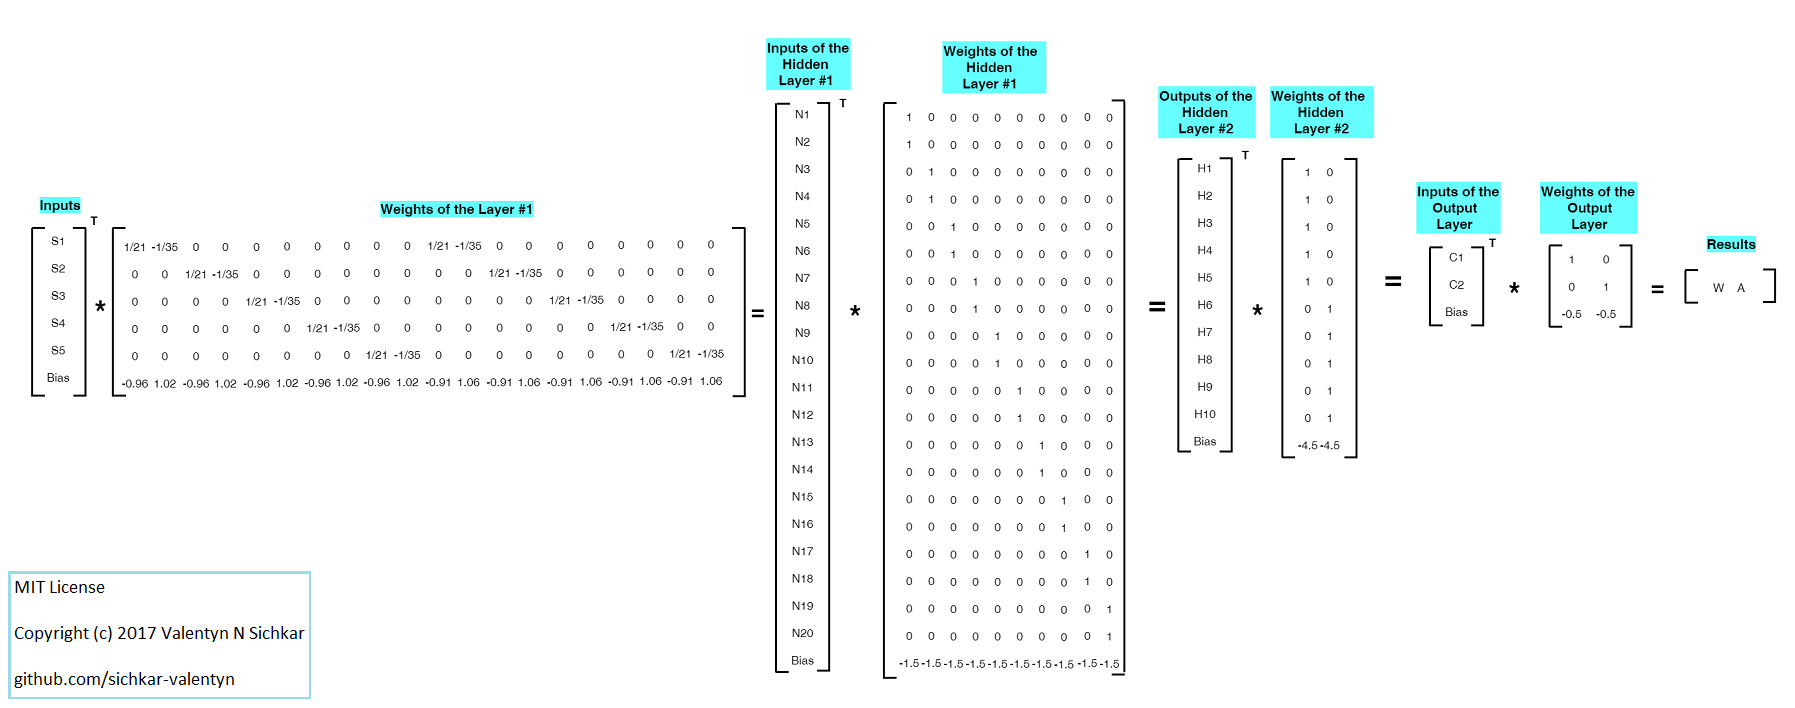 Inputs
T
S1
S2
S3
S4
S5
Bias
*
Weights of the Layer #1
1/21 -1/35 0 0 0 0 0 0 0 0 1/21 -1/35 0 0 0 0 0 0 0 0
0 0 1/21 -1/35 0 0 0 0 0 0 0 0 1/21 -1/35 0 0 0 0 0 0
0 0 0 0 1/21 -1/35 0 0 0 0 0 0 0 0 1/21 -1/35 0 0 0 0
0 0 0 0 0 0 1/21 -1/35 0 0 0 0 0 0 0 0 1/21 -1/35 0 0
0 0 0 0 0 0 0 0 1/21 -1/35 0 0 0 0 0 0 0 0 1/21 -1/35
-0.96 1.02 -0.96 1.02 -0.96 1.02 -0.96 1.02 -0.96 1.02 -0.91 1.06 -0.91 1.06 -0.91 1.06 -0.91 1.06 -0.91 1.06
=
Inputs of the
Hidden
Layer #1
T
N1
N2
N3
N4
N5
N6
N7
N8
N9
N10
N11
N12
N13
N14
N15
N16
N17
N18
N19
N20
Bias
*
Weights of the
Hidden
Layer #1
1 0 0 0 0 0 0 0 0 0
1 0 0 0 0 0 0 0 0 0
0 1 0 0 0 0 0 0 0 0
0 1 0 0 0 0 0 0 0 0
0 0 1 0 0 0 0 0 0 0
0 0 1 0 0 0 0 0 0 0
0 0 0 1 0 0 0 0 0 0
0 0 0 1 0 0 0 0 0 0
0 0 0 0 1 0 0 0 0 0
0 0 0 0 1 0 0 0 0 0
0 0 0 0 0 1 0 0 0 0
0 0 0 0 0 1 0 0 0 0
0 0 0 0 0 0 1 0 0 0
0 0 0 0 0 0 1 0 0 0
0 0 0 0 0 0 0 1 0 0
0 0 0 0 0 0 0 1 0 0
0 0 0 0 0 0 0 0 1 0
0 0 0 0 0 0 0 0 1 0
0 0 0 0 0 0 0 0 0 1
0 0 0 0 0 0 0 0 0 1
-1.5 -1.5 -1.5 -1.5 -1.5 -1.5 -1.5 -1.5 -1.5 -1.5
=
Outputs of the
Hidden
Layer #2
T
H1
H2
H3
H4
H5
H6
H7
H8
H9
H10
Bias
*
Weights of the
Hidden
Layer #2
1 0
1 0
1 0
1 0
1 0
0 1
0 1
0 1
0 1
0 1
-4.5 -4.5
=
Inputs of the
Output
Layer
T
C1
C2
Bias
*
Weights of the
Output
Layer
1 0
0 1
-0.5 -0.5
=
Results
W A
MIT License
Copyright (c) 2017 Valentyn N Sichkar
github.com/sichkar-valentyn